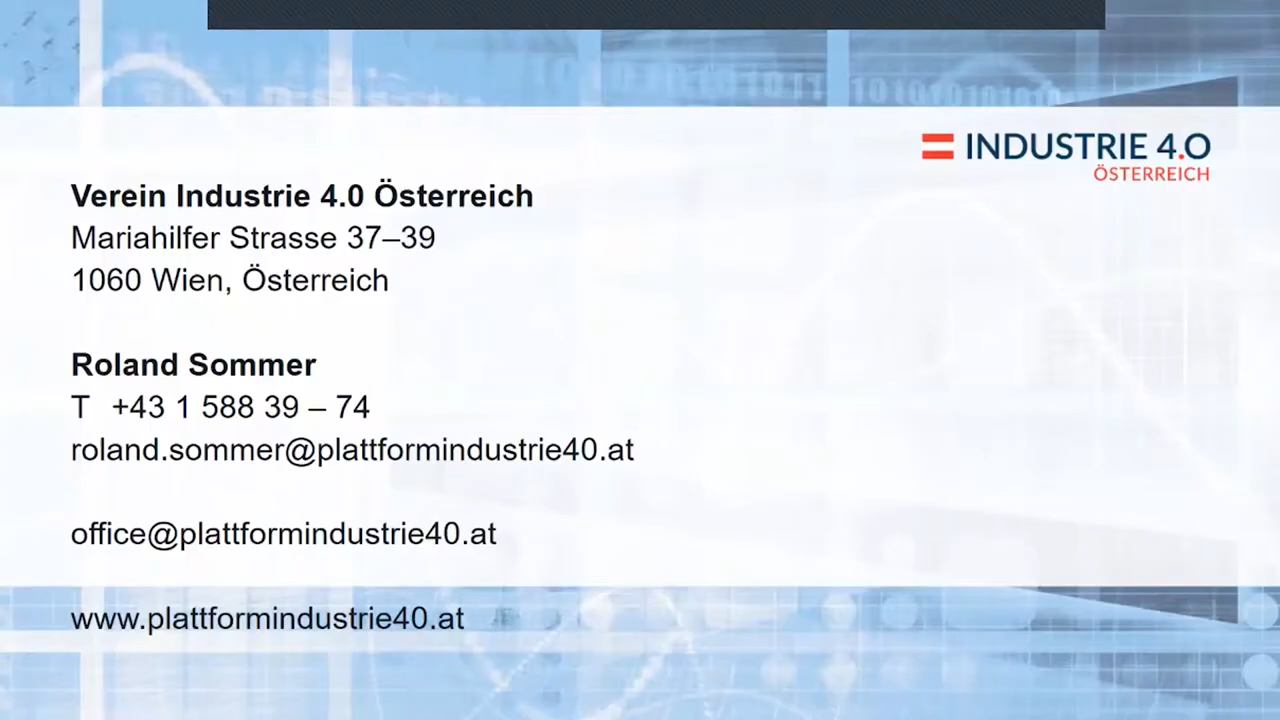 INDUSTRIE 4.0
ÖSTERREICH
Verein Industrie 4.0 Österreich
Mariahilfer Strasse 37–39
1060 Wien, Österreich
Roland Sommer
T +43 1 588 39 – 74
roland.sommer@plattformindustrie40.at
office@plattformindustrie40.at
www.plattformindustrie40.at